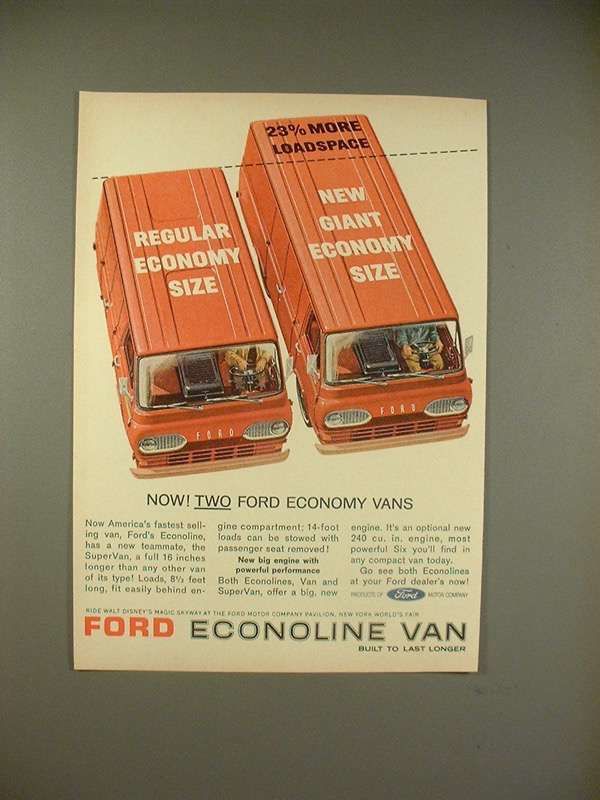 23% MORE
LOADSPACE
REGULAR
ECONOMY
SIZE
NEW
GIANT
ECONOMY
SIZE
FORD
FORD
NOW! TWO FORD ECONOMY VANS
Now America's fastest sell-
ing van, Ford's Econoline,
has a new teammate, the
SuperVan, a full 16 inches
longer than any other van
of its type! Loads, 8½ feet
long, fit easily behind en-
gine compartment; 14-foot
loads can be stowed with
passenger seat removed!
New big engine with
powerful performance
Both Econolines, Van and
SuperVan, offer a big, new
engine. It's an optional new
240 cu. in. engine, most
powerful Six you'll find in
any compact van today.
Go see both Econolines
at your Ford dealer's now!
PRODUCTS OF Ford MOTOR COMPANY
RIDE WALT DISNEY'S MAGIC SKYWAY AT THE FORD MOTOR COMPANY PAVILION, NEW YORK WORLD'S FAIR
FORD ECONOLINE VAN
BUILT TO LAST LONGER